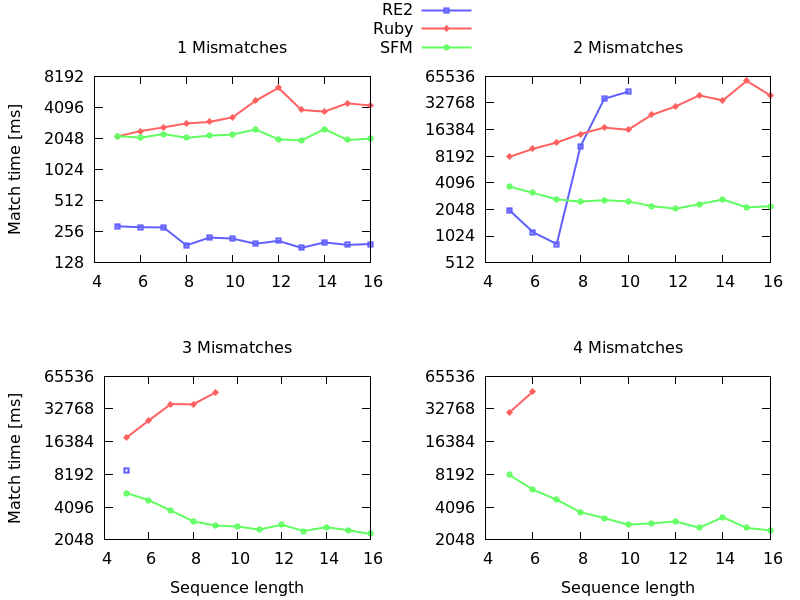 RE2
Ruby
SFM
1 Mismatches
2 Mismatches
Match time [ms]
8192
4096
2048
1024
512
256
128
4 6 8 10 12 14 16
65536
32768
16384
8192
4096
2048
1024
512
4 6 8 10 12 14 16
3 Mismatches
4 Mismatches
Match time [ms]
65536
32768
16384
8192
4096
2048
4 6 8 10 12 14 16
Sequence length
65536
32768
16384
8192
4096
2048
4 6 8 10 12 14 16
Sequence length